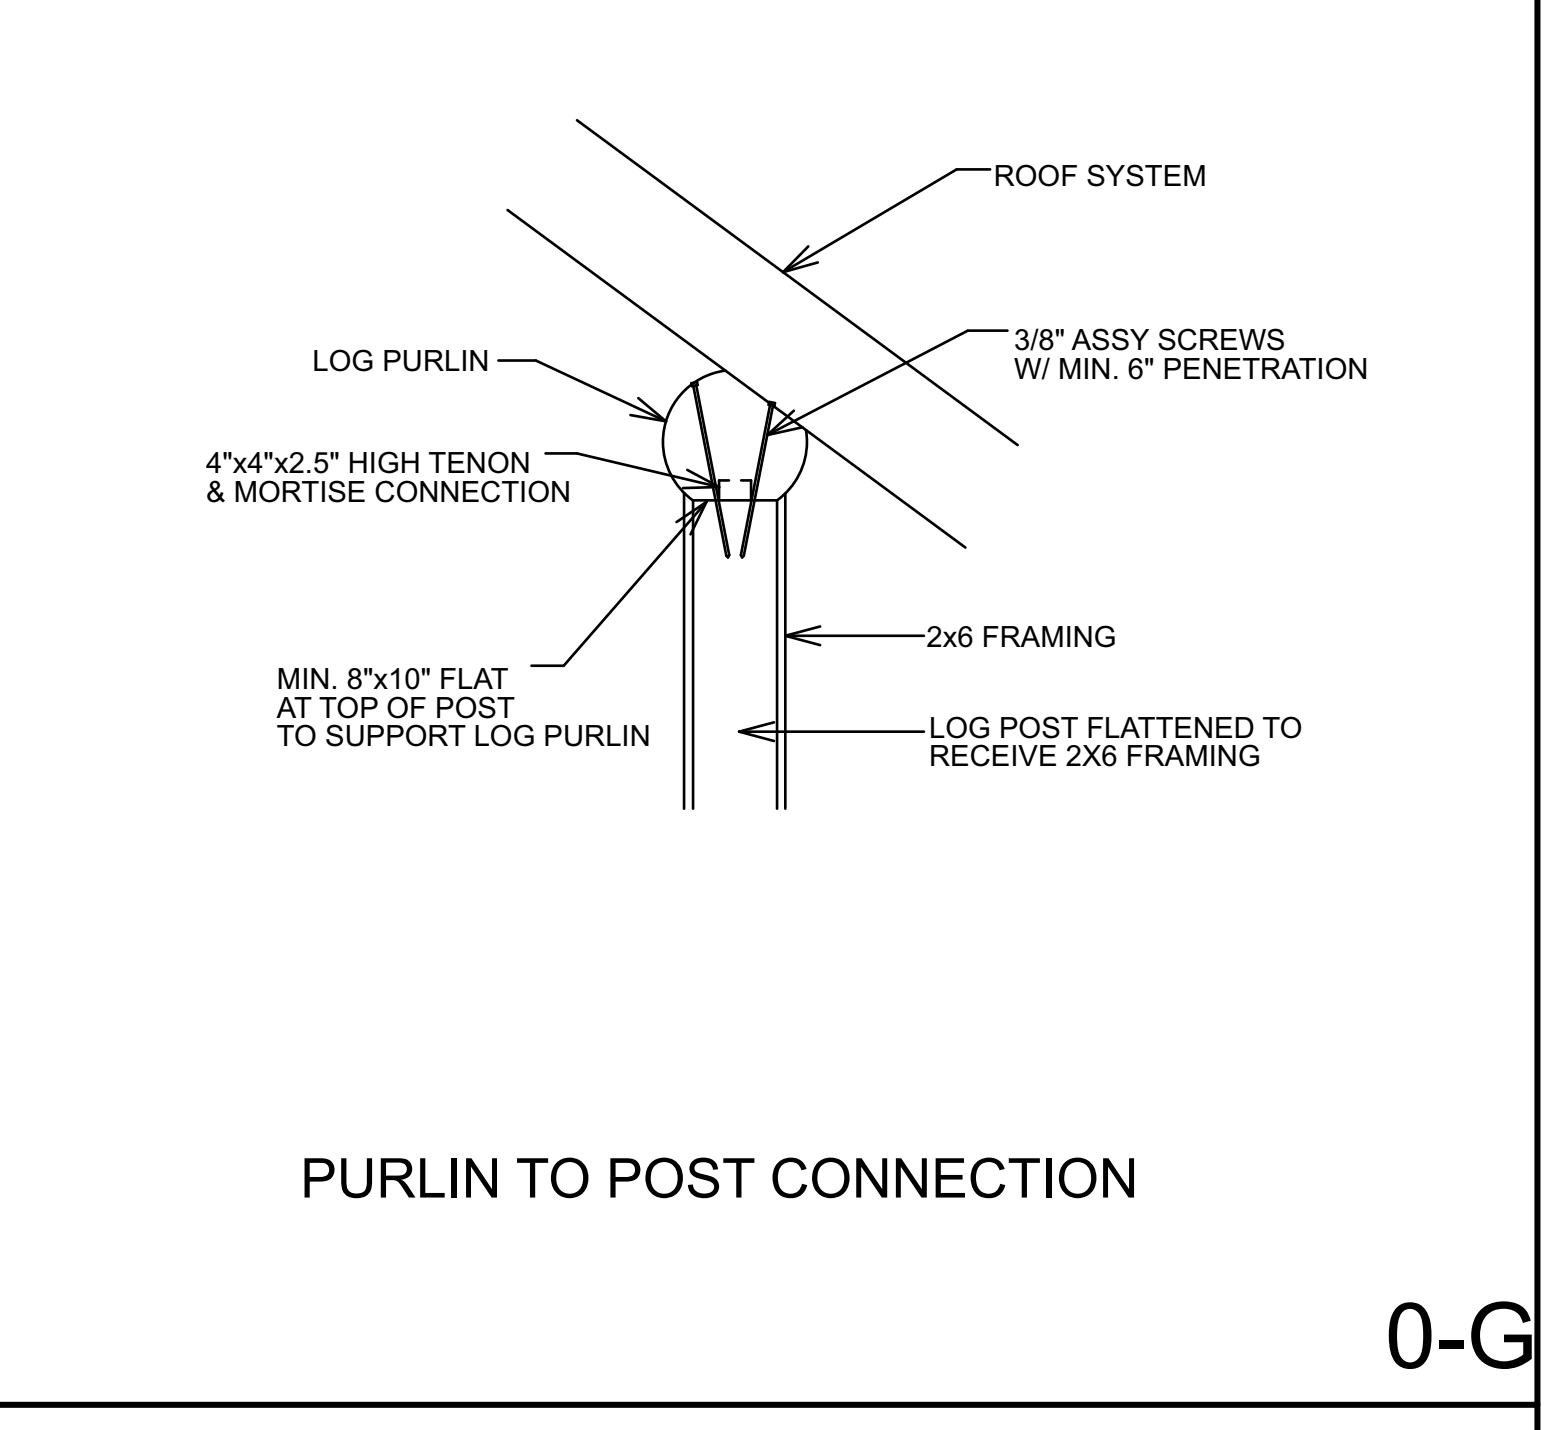 ROOF SYSTEM
3/8" ASSY SCREWS
W/ MIN. 6" PENETRATION
LOG PURLIN
4"x4"x2.5" HIGH TENON
& MORTISE CONNECTION
2x6 FRAMING
MIN. 8"x10" FLAT
AT TOP OF POST
TO SUPPORT LOG PURLIN
LOG POST FLATTENED TO
RECEIVE 2X6 FRAMING
PURLIN TO POST CONNECTION
0-G